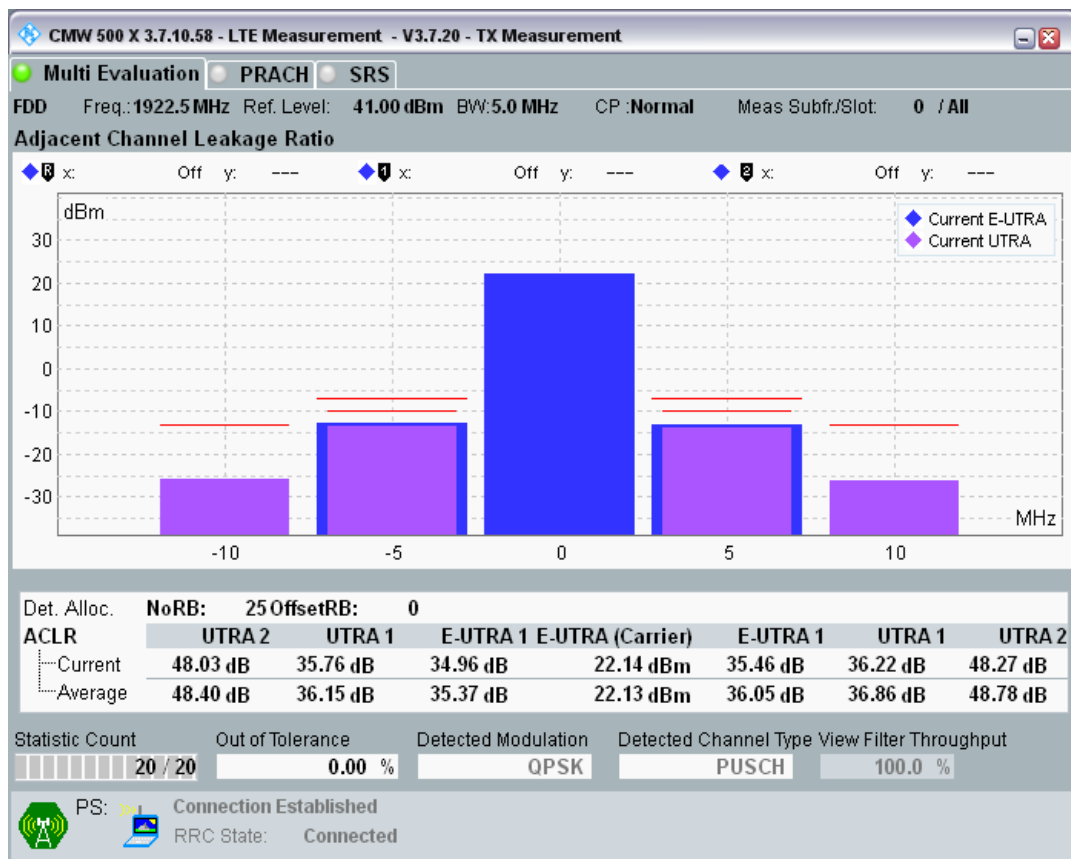 CMW 500 X 3.7.10.58 - LTE Measurement - V3.7.20 - TX Measurement
Multi Evaluation PRACH SRS
FDD Freq.:1922.5 MHz Ref. Level: 41.00 dBm BW:5.0 MHz CP :Normal Meas Subfr./Slot: 0 / All
Adjacent Channel Leakage Ratio
R x: Off y: --- 1 x: Off y: --- 2 x: Off y: ---
dBm
Current E-UTRA
Current UTRA
30
20
10
0
-10
-20
-30
MHz
-10 -5 0 5 10
Det. Alloc. NoRB: 25 OffsetRB: 0
ACLR UTRA 2 UTRA 1 E-UTRA 1 E-UTRA (Carrier) E-UTRA 1 UTRA 1 UTRA 2
Current 48.03 dB 35.76 dB 34.96 dB 22.14 dBm 35.46 dB 36.22 dB 48.27 dB
Average 48.40 dB 36.15 dB 35.37 dB 22.13 dBm 36.05 dB 36.86 dB 48.78 dB
Statistic Count Out of Tolerance Detected Modulation Detected Channel Type View Filter Throughput
20 / 20 0.00 % QPSK PUSCH 100.0 %
PS: Connection Established
RRC State: Connected